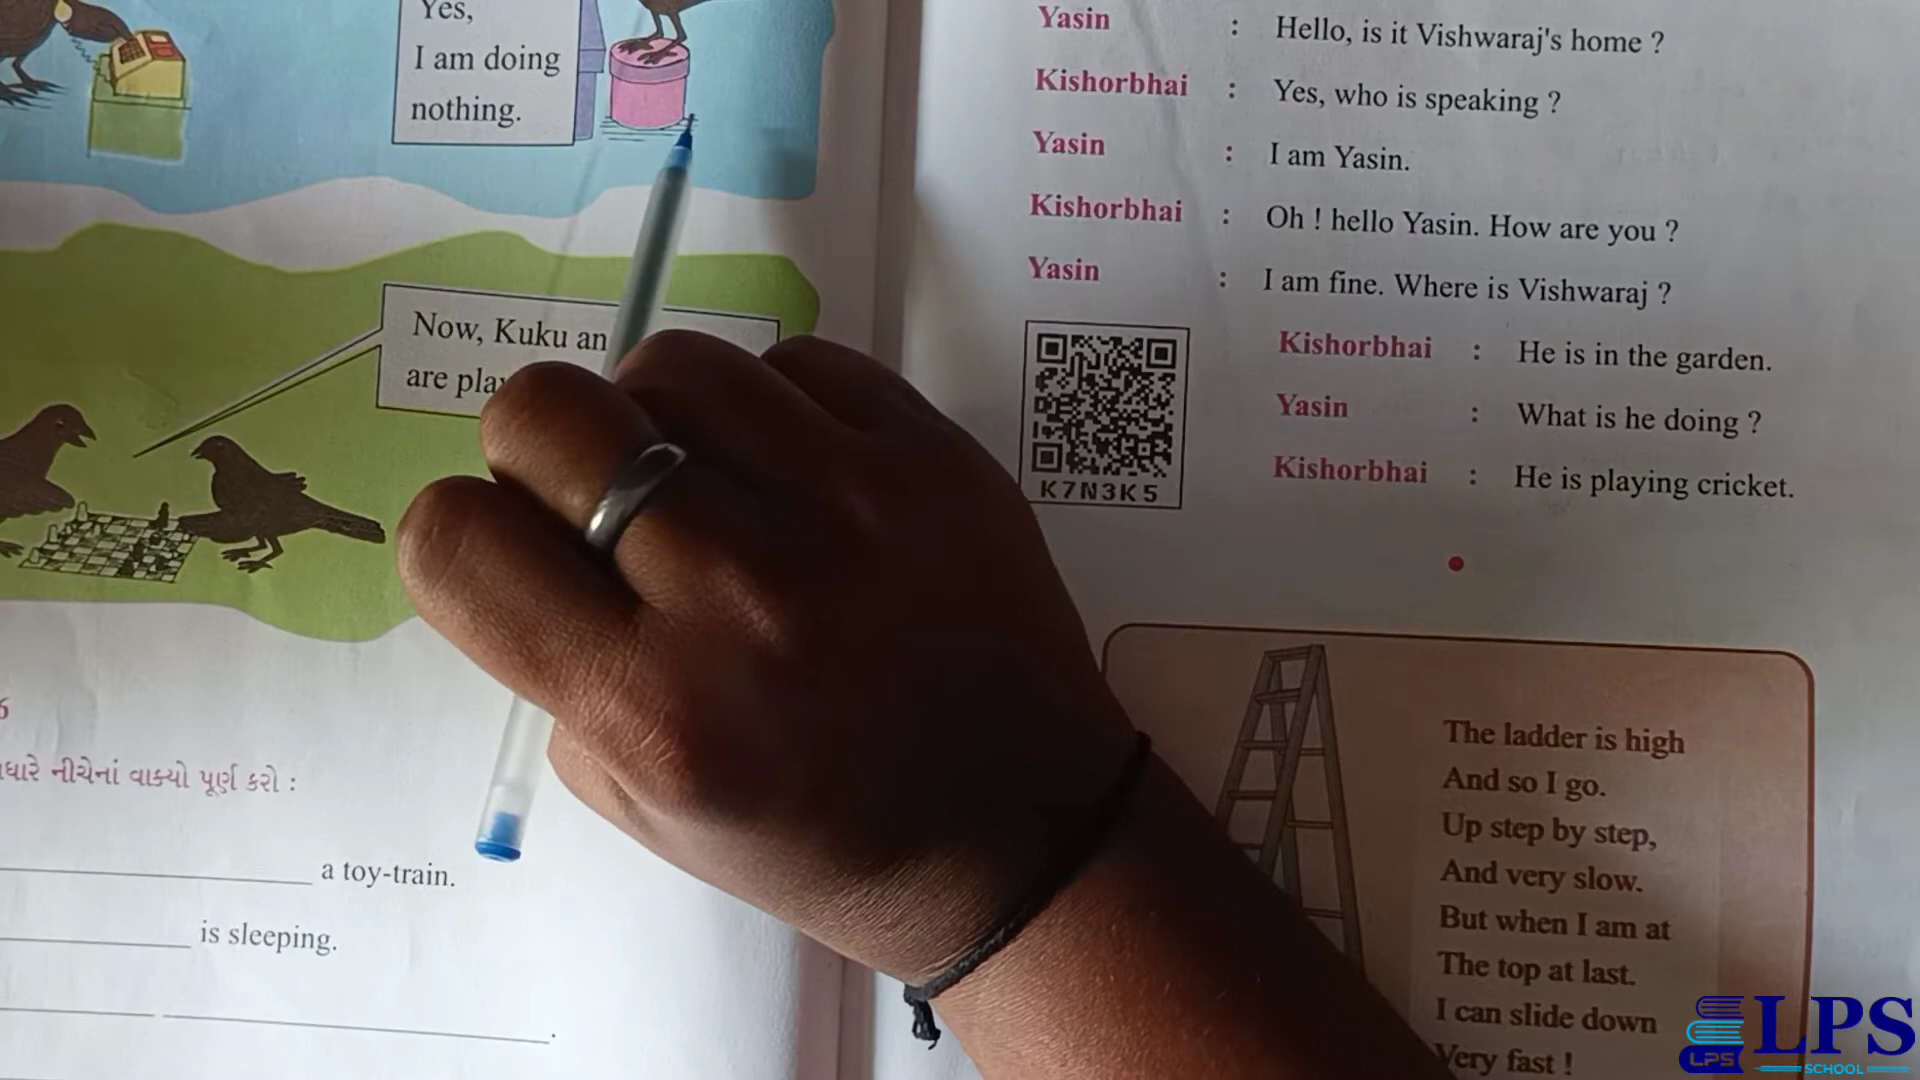 Yes,
I am doing
nothing.
Now, Kuku an
are pla
નીચેનાં વાક્યો પૂર્ણ કરો :
a toy-train.
is sleeping.
Yasin : Hello, is it Vishwaraj's home ?
Kishorbhai : Yes, who is speaking ?
Yasin : I am Yasin.
Kishorbhai : Oh ! hello Yasin. How are you ?
Yasin : I am fine. Where is Vishwaraj ?
Kishorbhai : He is in the garden.
Yasin : What is he doing ?
Kishorbhai : He is playing cricket.
K7N3K5
The ladder is high
And so I go.
Up step by step,
And very slow.
But when I am at
The top at last.
I can slide down
Very fast !
LPS
LPS
SCHOOL